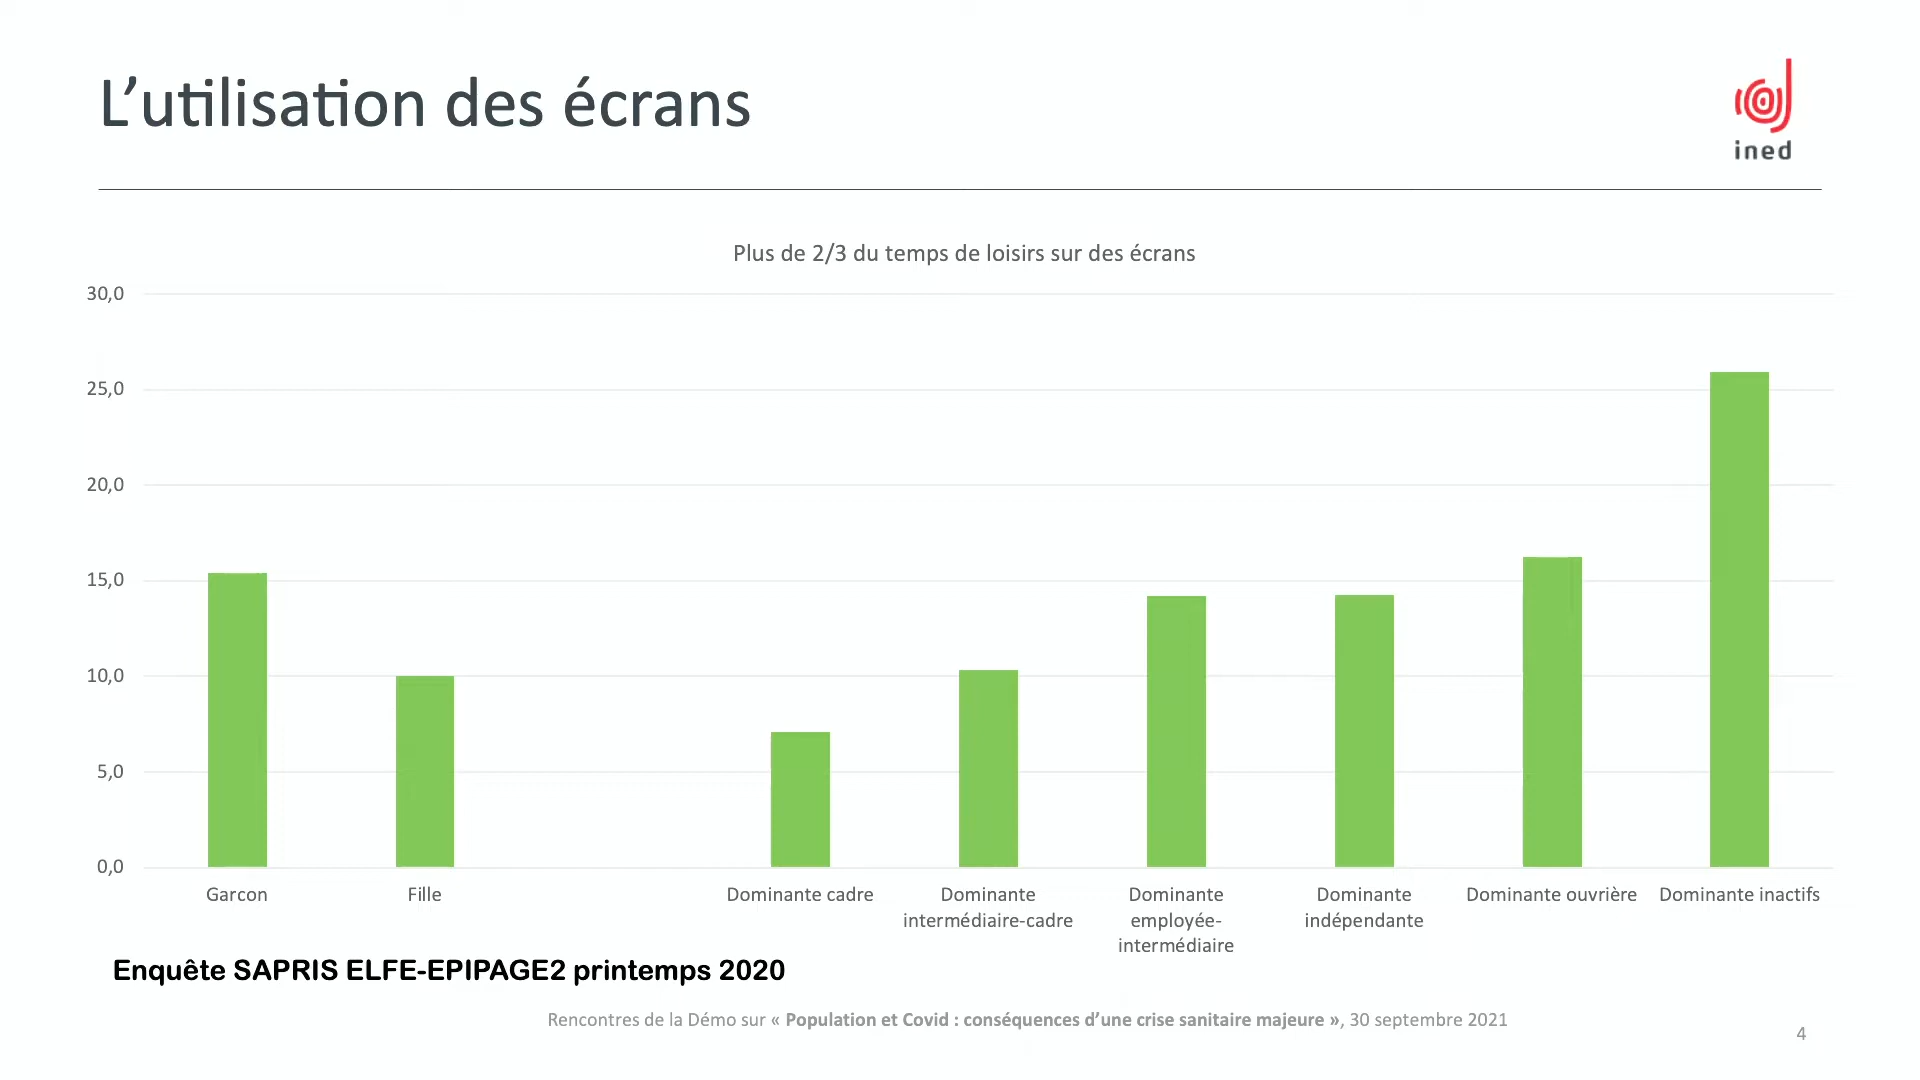 L’utilisation des écrans
ined
Plus de 2/3 du temps de loisirs sur des écrans
30,0
25,0
20,0
15,0
10,0
5,0
0,0
Garcon
Fille
Dominante cadre
Dominante
intermédiaire-cadre
Dominante
employée-
intermédiaire
Dominante
indépendante
Dominante ouvrière
Dominante inactifs
Enquête SAPRIS ELFE-EPIPAGE2 printemps 2020
Rencontres de la Démo sur « Population et Covid : conséquences d’une crise sanitaire majeure », 30 septembre 2021
4